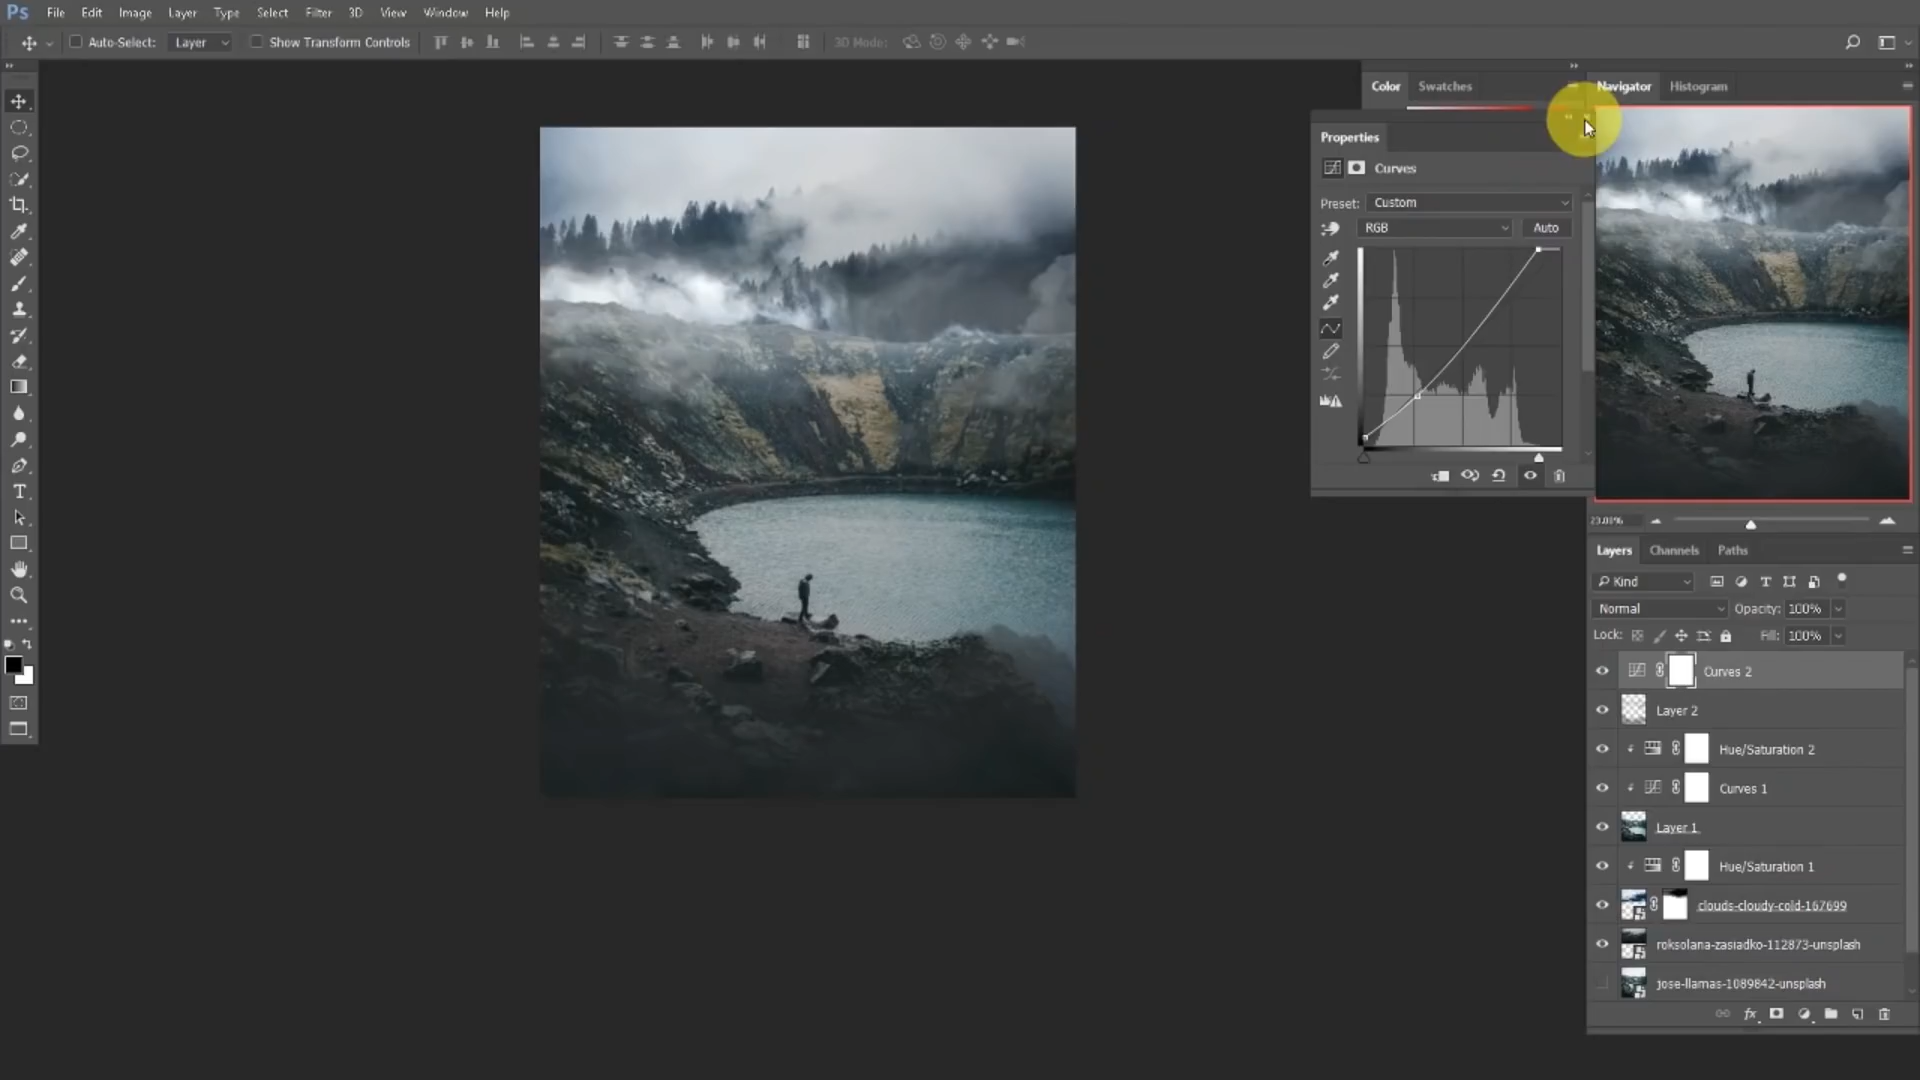 Ps File Edit Image Layer Type Select Filter 3D View Window Help
Auto-Select: Layer Show Transform Controls 3D Mode:
Color Swatches
Navigator Histogram
Properties
Curves
Preset: Custom
RGB Auto
23.01%
Layers Channels Paths
Kind
Normal Opacity: 100%
Lock: Fill: 100%
Curves 2
Layer 2
Hue/Saturation 2
Curves 1
Layer 1
Hue/Saturation 1
clouds-cloudy-cold-167699
roksolana-zasiadko-112873-unsplash
jose-llamas-1089842-unsplash
fx